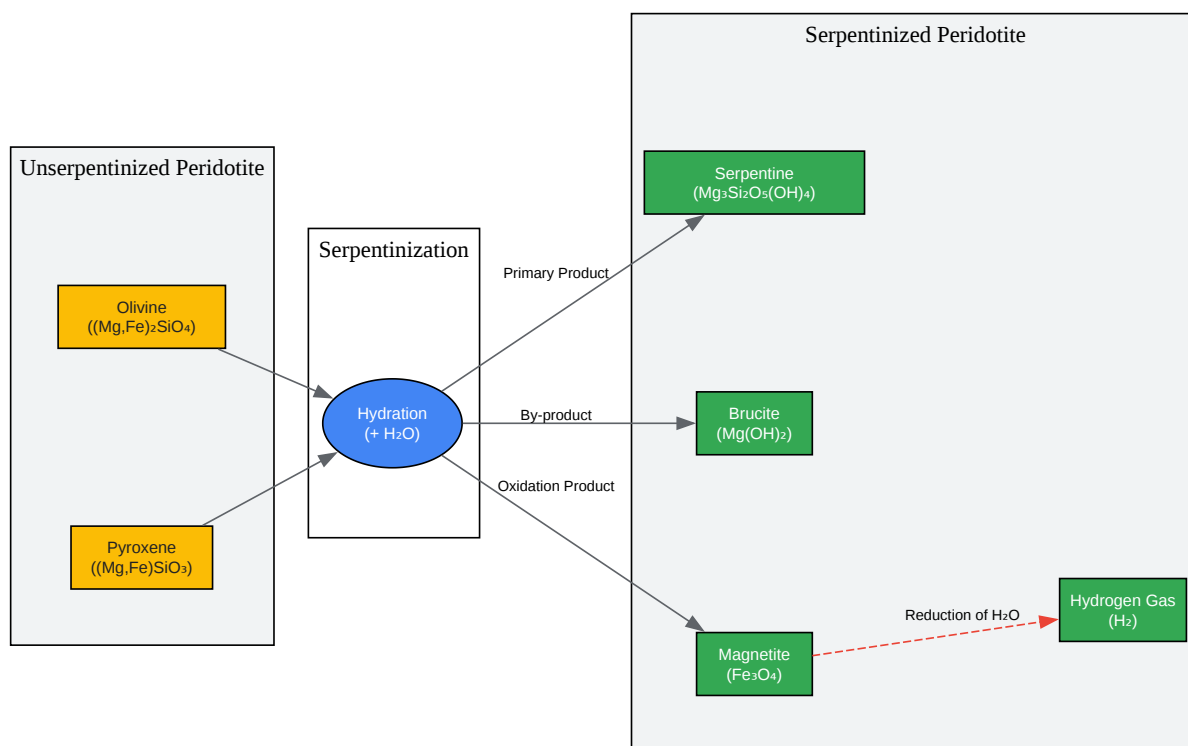 Serpentinized Peridotite
Unserpentinized Peridotite
Serpentine
(Mg₃Si₂O₅(OH)₄)
Serpentinization
Primary Product
Olivine
((Mg,Fe)₂SiO₄)
Hydration
(+ H₂O)
By-product
Brucite
(Mg(OH)₂)
Oxidation Product
Pyroxene
((Mg,Fe)SiO₃)
Magnetite
(Fe₃O₄)
Reduction of H₂O
Hydrogen Gas
(H₂)